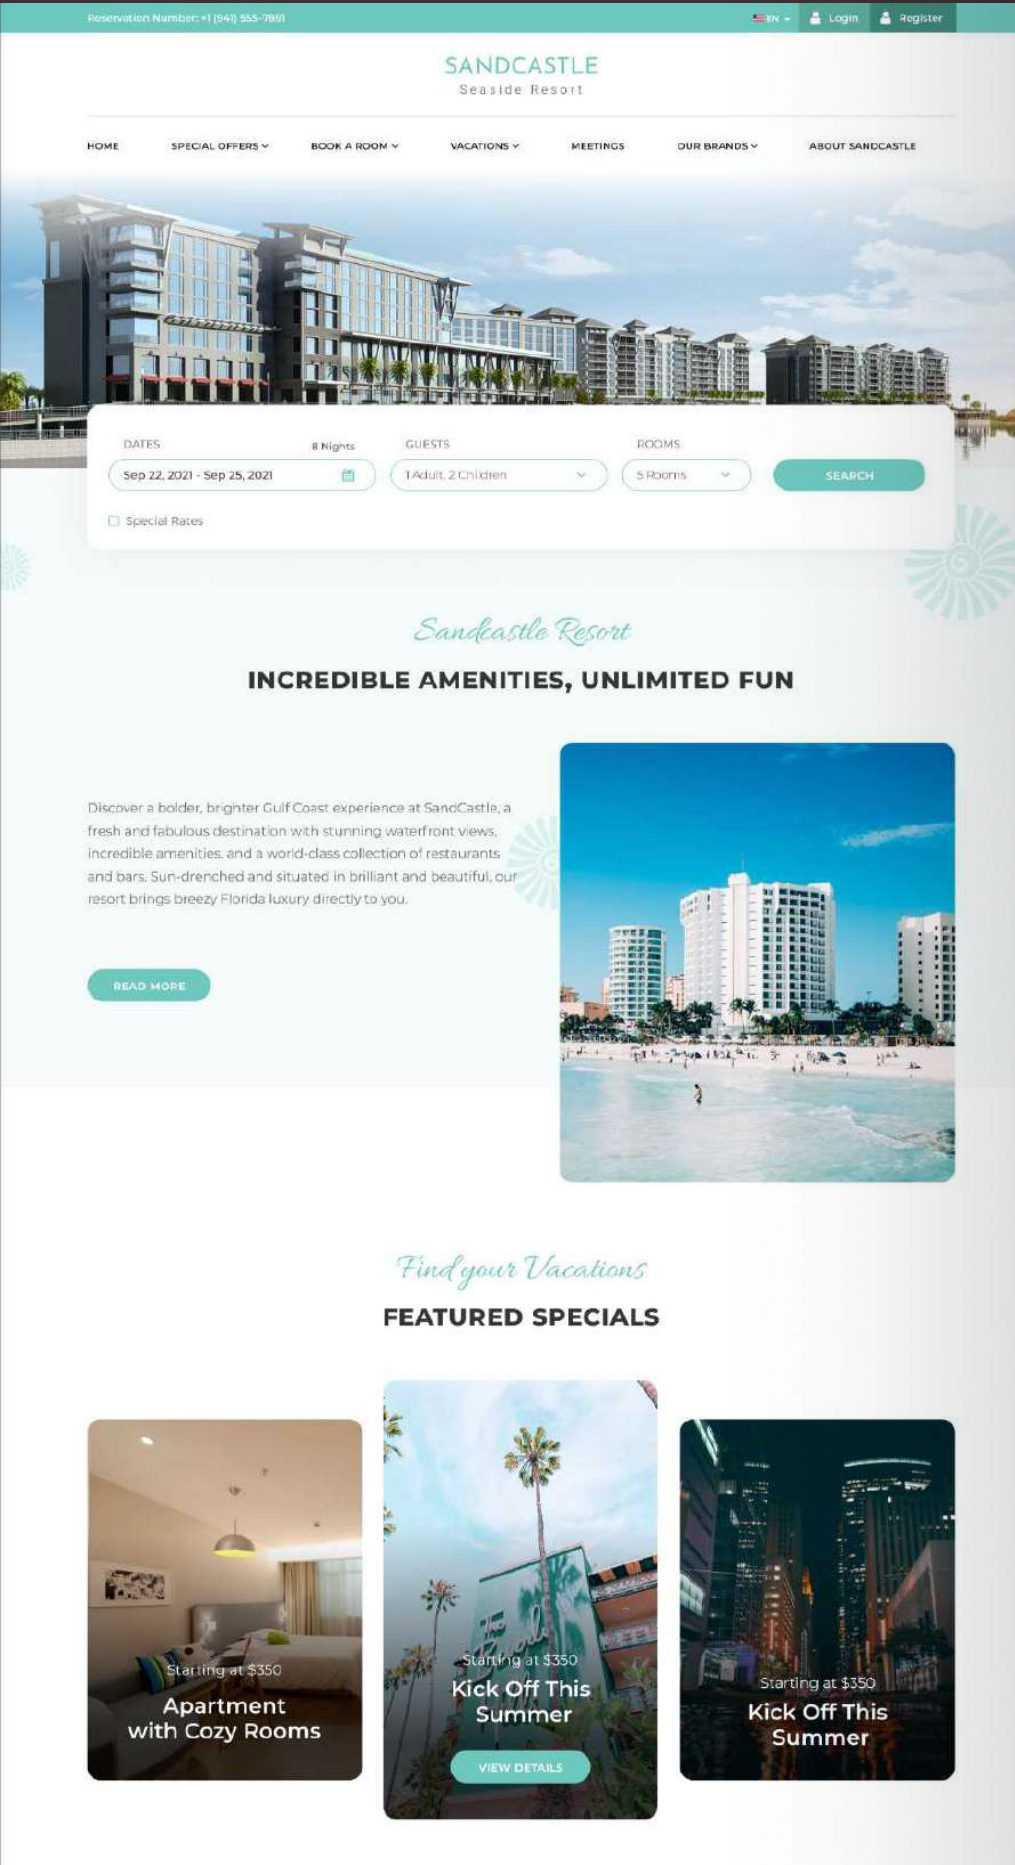 Reservation Number: +1 (941) 555-7891
EN
Login
Register
SANDCASTLE
Seaside Resort
HOME
SPECIAL OFFERS
BOOK A ROOM
VACATIONS
MEETINGS
OUR BRANDS
ABOUT SANDCASTLE
DATES
8 Nights
GUESTS
ROOMS
Sep 22, 2021 - Sep 25, 2021
1 Adult, 2 Children
5 Rooms
SEARCH
Special Rates
Sandcastle Resort
INCREDIBLE AMENITIES, UNLIMITED FUN
Discover a bolder, brighter Gulf Coast experience at SandCastle, a
fresh and fabulous destination with stunning waterfront views,
incredible amenities, and a world-class collection of restaurants
and bars. Sun-drenched and situated in brilliant and beautiful, our
resort brings breezy Florida luxury directly to you.
READ MORE
Find your Vacations
FEATURED SPECIALS
Starting at $350
Apartment
with Cozy Rooms
The
Starting at $350
Kick Off This
Summer
VIEW DETAILS
Starting at $350
Kick Off This
Summer